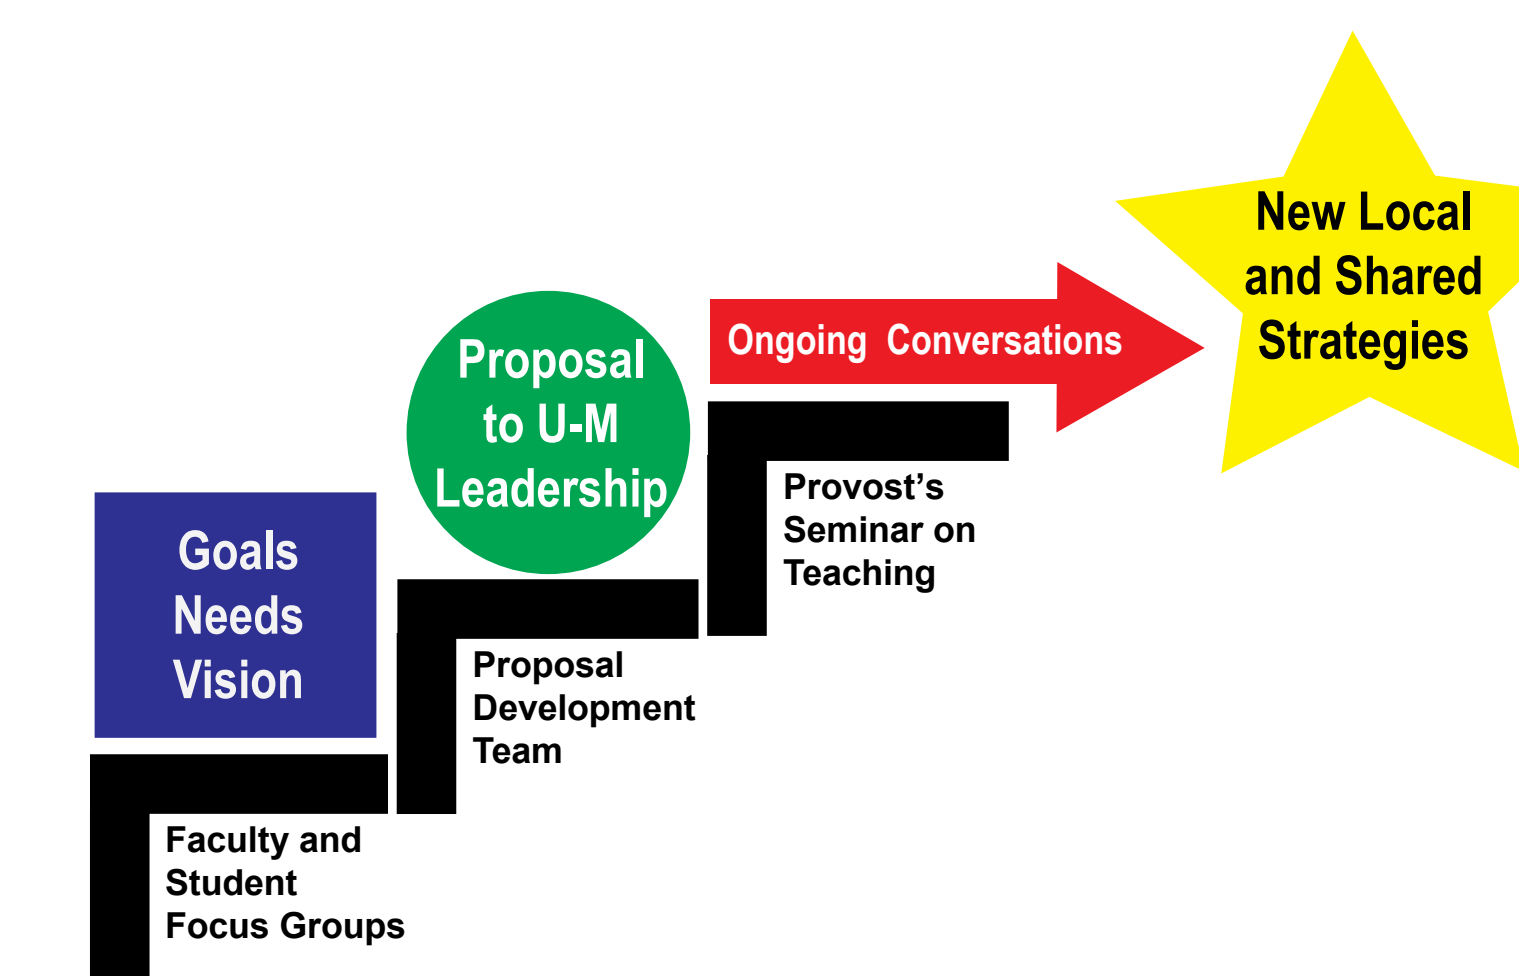 New Local
and Shared
Strategies
Ongoing Conversations
Proposal
to U-M
Leadership
Provost’s
Seminar on
Teaching
Goals
Needs
Vision
Proposal
Development
Team
Faculty and
Student
Focus Groups